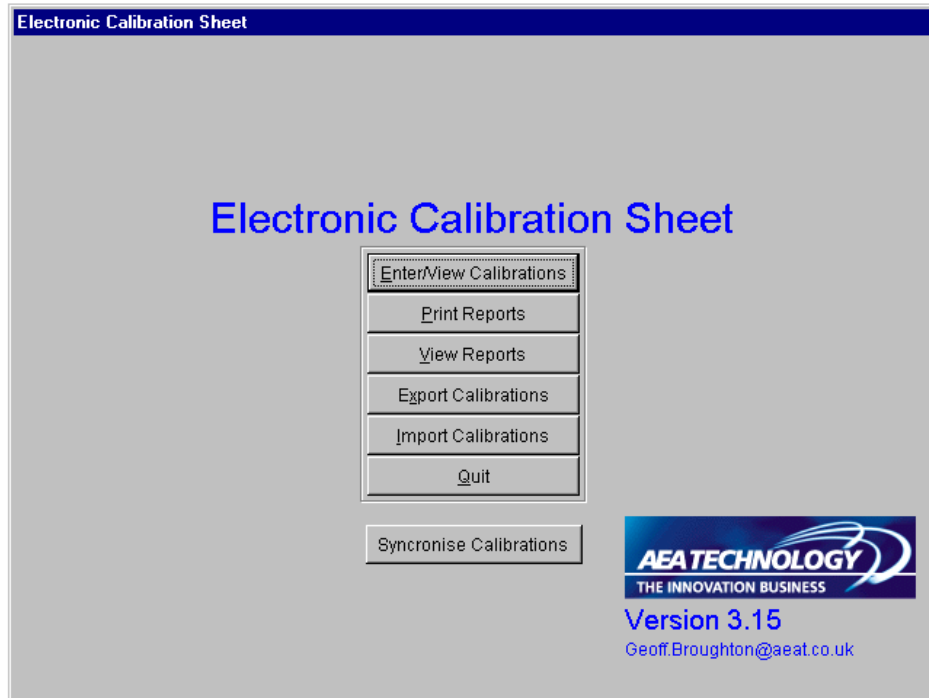 Electronic Calibration Sheet
Electronic Calibration Sheet
Enter/View Calibrations
Print Reports
View Reports
Export Calibrations
Import Calibrations
Quit
Syncronise Calibrations
AEA TECHNOLOGY
THE INNOVATION BUSINESS
Version 3.15
Geoff.Broughton@aeat.co.uk